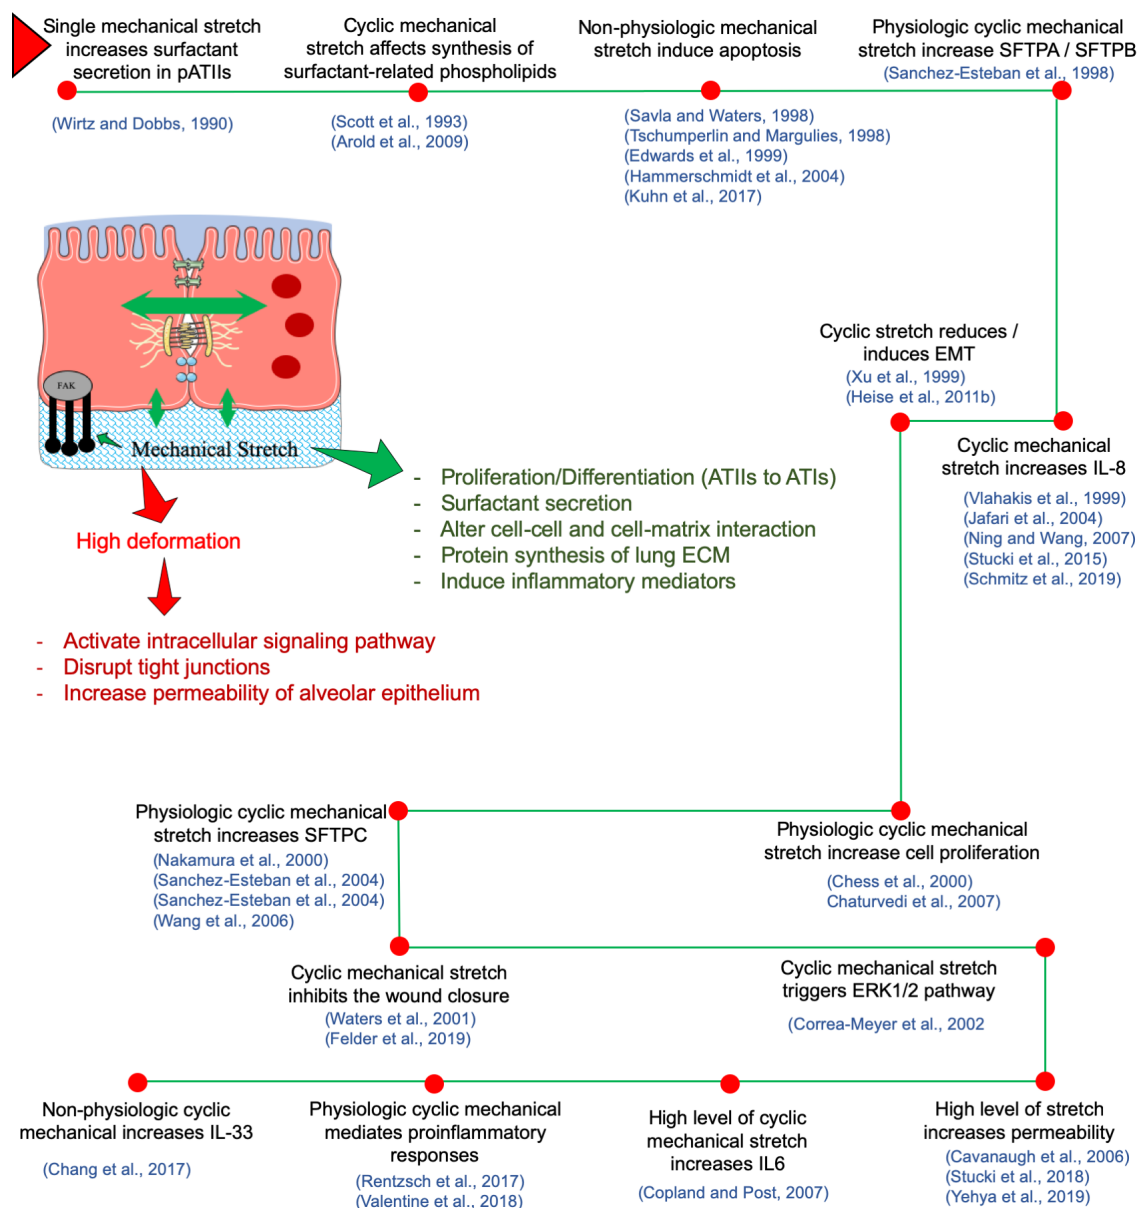 Single mechanical stretch
increases surfactant
secretion in pATIIs
(Wirtz and Dobbs, 1990)
Cyclic mechanical
stretch affects synthesis of
surfactant-related phospholipids
(Scott et al., 1993)
(Arold et al., 2009)
Non-physiologic mechanical
stretch induce apoptosis
(Savla and Waters, 1998)
(Tschumperlin and Margulies, 1998)
(Edwards et al., 1999)
(Hammerschmidt et al., 2004)
(Kuhn et al., 2017)
Physiologic cyclic mechanical
stretch increase SFTPA / SFTPB
(Sanchez-Esteban et al., 1998)
FAK
Mechanical Stretch
High deformation
- Activate intracellular signaling pathway
- Disrupt tight junctions
- Increase permeability of alveolar epithelium
- Proliferation/Differentiation (ATIIs to ATIs)
- Surfactant secretion
- Alter cell-cell and cell-matrix interaction
- Protein synthesis of lung ECM
- Induce inflammatory mediators
Cyclic stretch reduces /
induces EMT
(Xu et al., 1999)
(Heise et al., 2011b)
Cyclic mechanical
stretch increases IL-8
(Vlahakis et al., 1999)
(Jafari et al., 2004)
(Ning and Wang, 2007)
(Stucki et al., 2015)
(Schmitz et al., 2019)
Physiologic cyclic mechanical
stretch increases SFTPC
(Nakamura et al., 2000)
(Sanchez-Esteban et al., 2004)
(Sanchez-Esteban et al., 2004)
(Wang et al., 2006)
Physiologic cyclic mechanical
stretch increase cell proliferation
(Chess et al., 2000)
Chaturvedi et al., 2007)
Cyclic mechanical stretch
inhibits the wound closure
(Waters et al., 2001)
(Felder et al., 2019)
Cyclic mechanical stretch
triggers ERK1/2 pathway
(Correa-Meyer et al., 2002
Non-physiologic cyclic
mechanical increases IL-33
(Chang et al., 2017)
Physiologic cyclic mechanical
mediates proinflammatory
responses
(Rentzsch et al., 2017)
(Valentine et al., 2018)
High level of cyclic
mechanical stretch
increases IL6
(Copland and Post, 2007)
High level of stretch
increases permeability
(Cavanaugh et al., 2006)
(Stucki et al., 2018)
(Yehya et al., 2019)